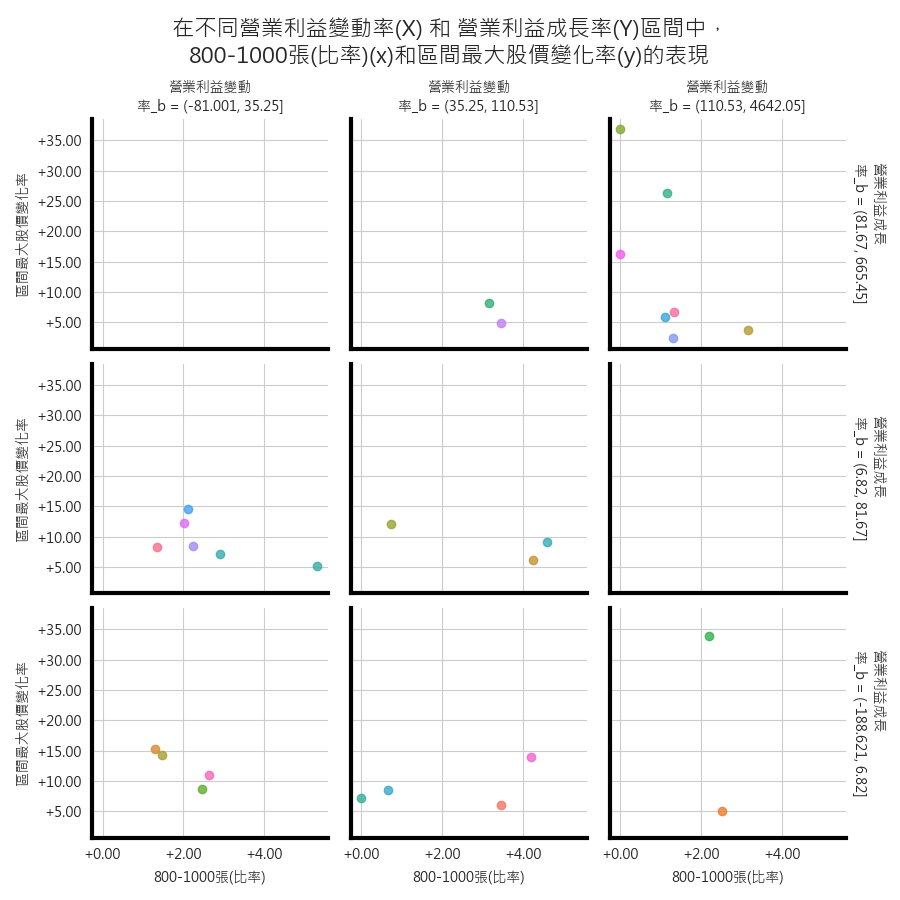 在不同營業利益變動率(X) 和 營業利益成長率(Y)區間中，
800-1000張(比率)(x)和區間最大股價變化率(y)的表現
營業利益變動
率_b = (-81.001, 35.25]
營業利益變動
率_b = (35.25, 110.53]
營業利益變動
率_b = (110.53, 4642.05]
區間最大股價變化率
+35.00
+30.00
+25.00
+20.00
+15.00
+10.00
+5.00
營業利益成長
率_b = (81.67, 665.45]
區間最大股價變化率
+35.00
+30.00
+25.00
+20.00
+15.00
+10.00
+5.00
營業利益成長
率_b = (6.82, 81.67]
區間最大股價變化率
+35.00
+30.00
+25.00
+20.00
+15.00
+10.00
+5.00
營業利益成長
率_b = (-188.621, 6.82]
+0.00 +2.00 +4.00
+0.00 +2.00 +4.00
+0.00 +2.00 +4.00
800-1000張(比率)
800-1000張(比率)
800-1000張(比率)